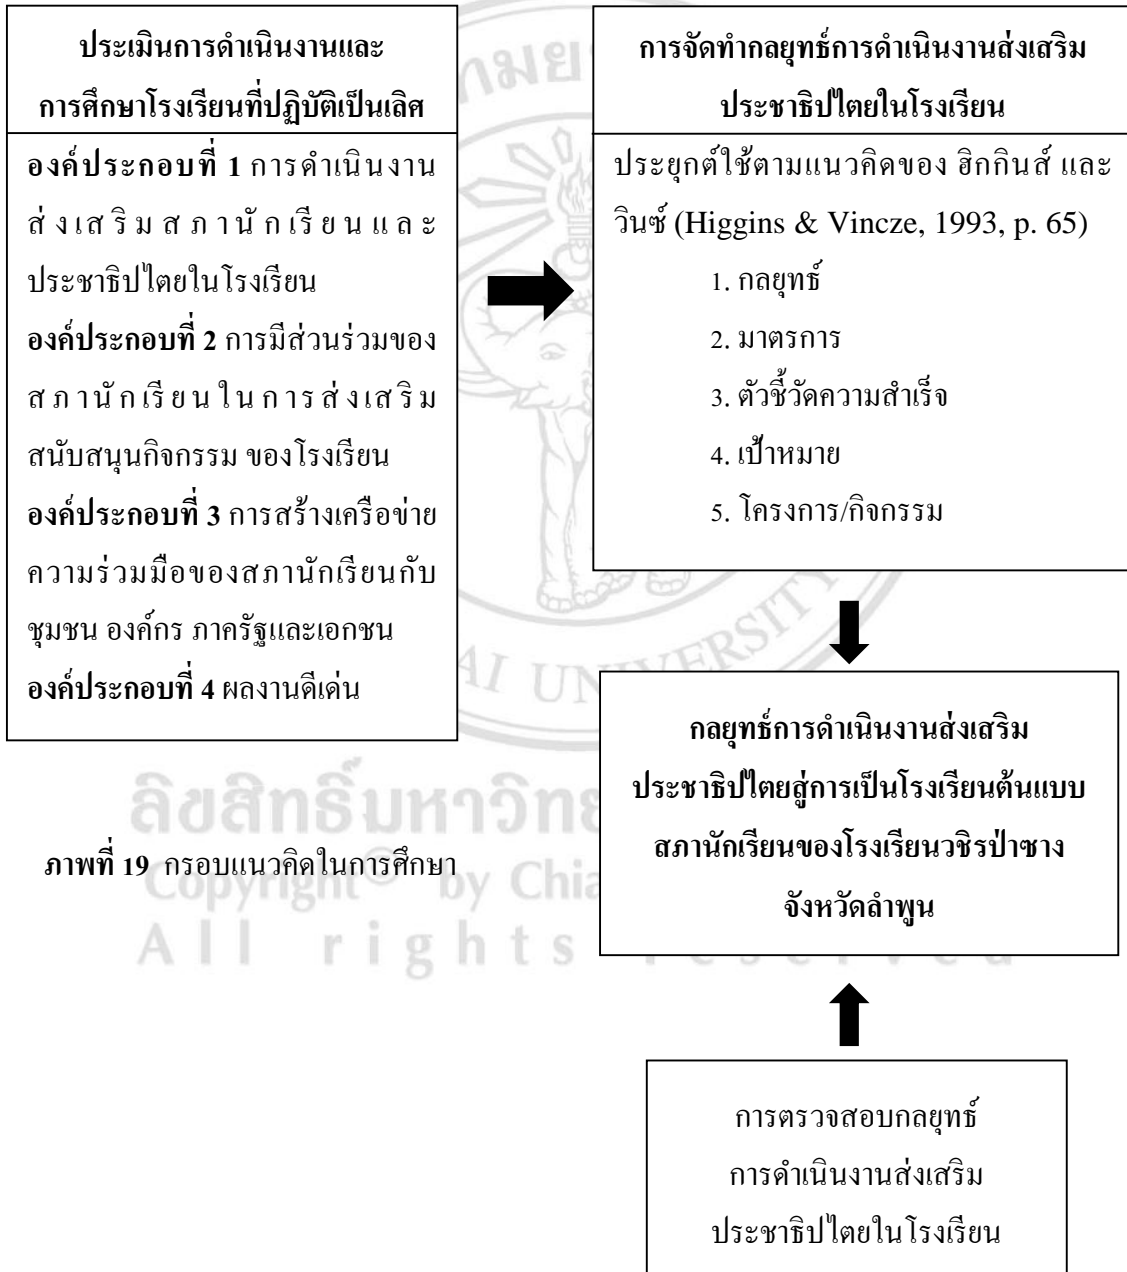 ประเมินการดำเนินงานและ
การศึกษาโรงเรียนที่ปฏิบัติเป็นเลิศ
องค์ประกอบที่ 1 การดำเนินงาน
ส่งเสริมสภานักเรียนและ
ประชาธิปไตยในโรงเรียน
องค์ประกอบที่ 2 การมีส่วนร่วมของ
สภานักเรียนในการส่งเสริม
สนับสนุนกิจกรรม ของโรงเรียน
องค์ประกอบที่ 3 การสร้างเครือข่าย
ความร่วมมือของสภานักเรียนกับ
ชุมชน องค์กร ภาครัฐและเอกชน
องค์ประกอบที่ 4 ผลงานดีเด่น
การจัดทำกลยุทธ์การดำเนินงานส่งเสริม
ประชาธิปไตยในโรงเรียน
ประยุกต์ใช้ตามแนวคิดของ ฮิกกินส์ และ
วินซ์ (Higgins & Vincze, 1993, p. 65)
1. กลยุทธ์
2. มาตรการ
3. ตัวชี้วัดความสำเร็จ
4. เป้าหมาย
5. โครงการ/กิจกรรม
กลยุทธ์การดำเนินงานส่งเสริม
ประชาธิปไตยสู่การเป็นโรงเรียนต้นแบบ
สภานักเรียนของโรงเรียนวชิรป่าซาง
จังหวัดลำพูน
การตรวจสอบกลยุทธ์
การดำเนินงานส่งเสริม
ประชาธิปไตยในโรงเรียน
ภาพที่ 19 กรอบแนวคิดในการศึกษา
ลิขสิทธิ์มหาวิทย
Copyright© by Chia
All rights reserved